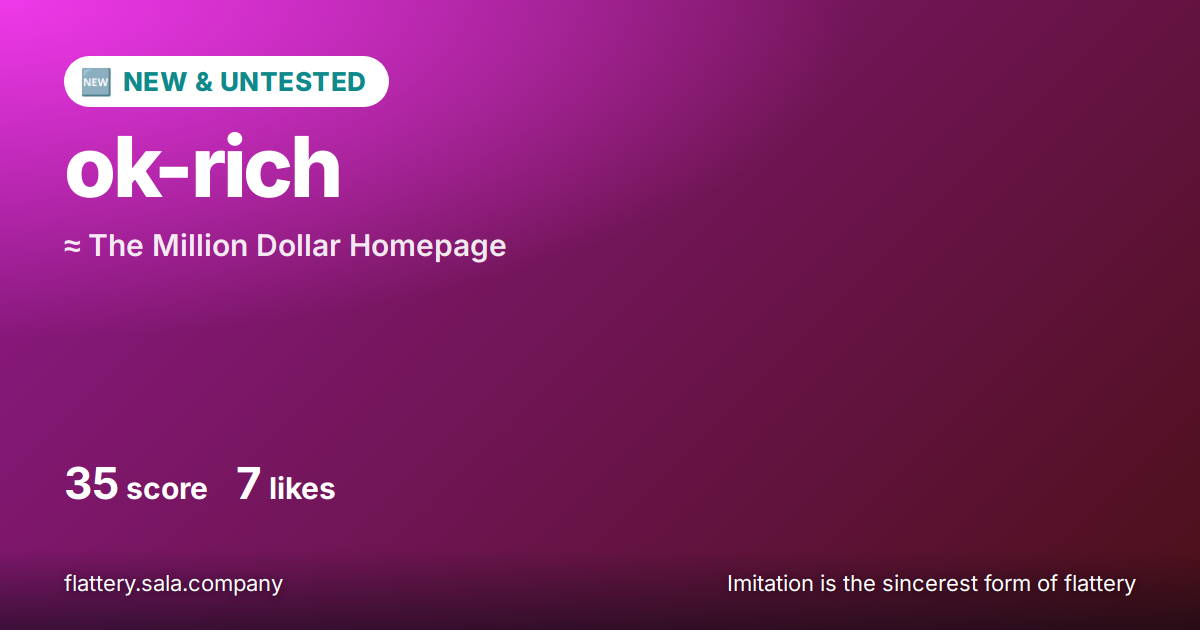 🆕 NEW & UNTESTED
ok-rich
≈ The Million Dollar Homepage
35 score 7 likes
flattery.sala.company
Imitation is the sincerest form of flattery